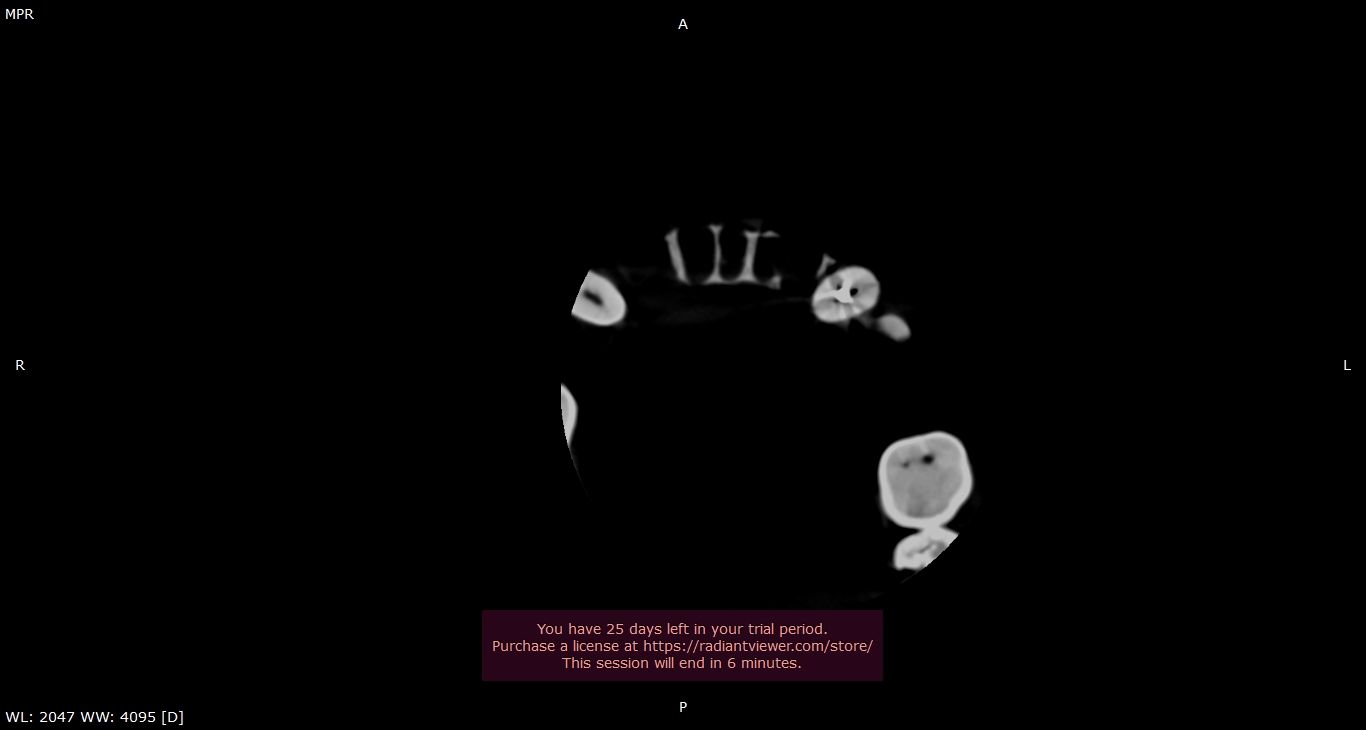 MPR
A
R
L
You have 25 days left in your trial period.
Purchase a license at https://radiantviewer.com/store/
This session will end in 6 minutes.
P
WL: 2047 WW: 4095 [D]